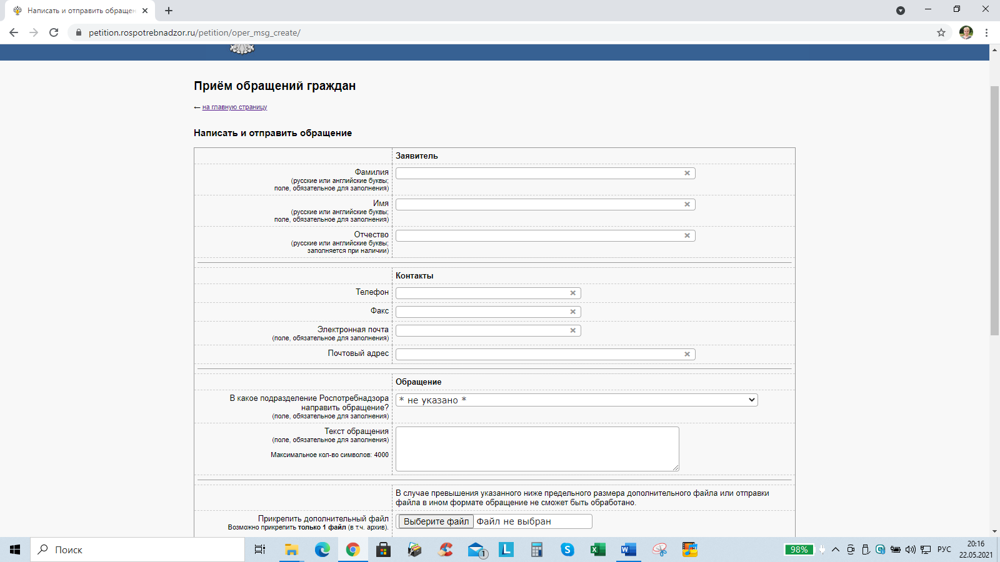 Написать и отправить обращен
petition.rospotrebnadzor.ru/petition/oper_msg_create/
Приём обращений граждан
← на главную страницу
Написать и отправить обращение
Заявитель
Фамилия
(русские или английские буквы;
поле, обязательное для заполнения)
Имя
(русские или английские буквы;
поле, обязательное для заполнения)
Отчество
(русские или английские буквы;
заполняется при наличии)
Контакты
Телефон
Факс
Электронная почта
(поле, обязательное для заполнения)
Почтовый адрес
Обращение
В какое подразделение Роспотребнадзора
направить обращение?
(поле, обязательное для заполнения)
* не указано *
Текст обращения
(поле, обязательное для заполнения)
Максимальное кол-во символов: 4000
В случае превышения указанного ниже предельного размера дополнительного файла или отправки
файла в ином формате обращение не сможет быть обработано.
Прикрепить дополнительный файл
Возможно прикрепить только 1 файл (в т.ч. архив).
Выберите файл Файл не выбран
Поиск
1
L
98%
РУС
20:16
22.05.2021